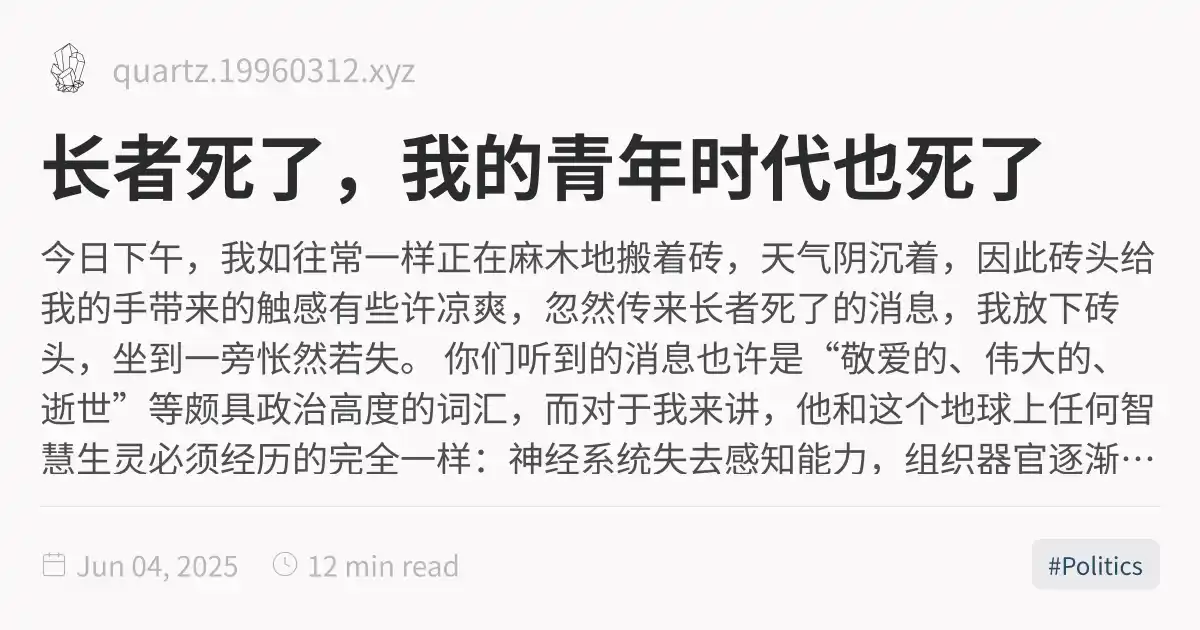 quartz.19960312.xyz
长者死了，我的青年时代也死了
今日下午，我如往常一样正在麻木地搬着砖，天气阴沉着，因此砖头给
我的手带来的触感有些许凉爽，忽然传来长者死了的消息，我放下砖
头，坐到一旁怅然若失。 你们听到的消息也许是“敬爱的、伟大的、
逝世”等颇具政治高度的词汇，而对于我来讲，他和这个地球上任何智
慧生灵必须经历的完全一样：神经系统失去感知能力，组织器官逐渐…
Jun 04, 2025 12 min read #Politics